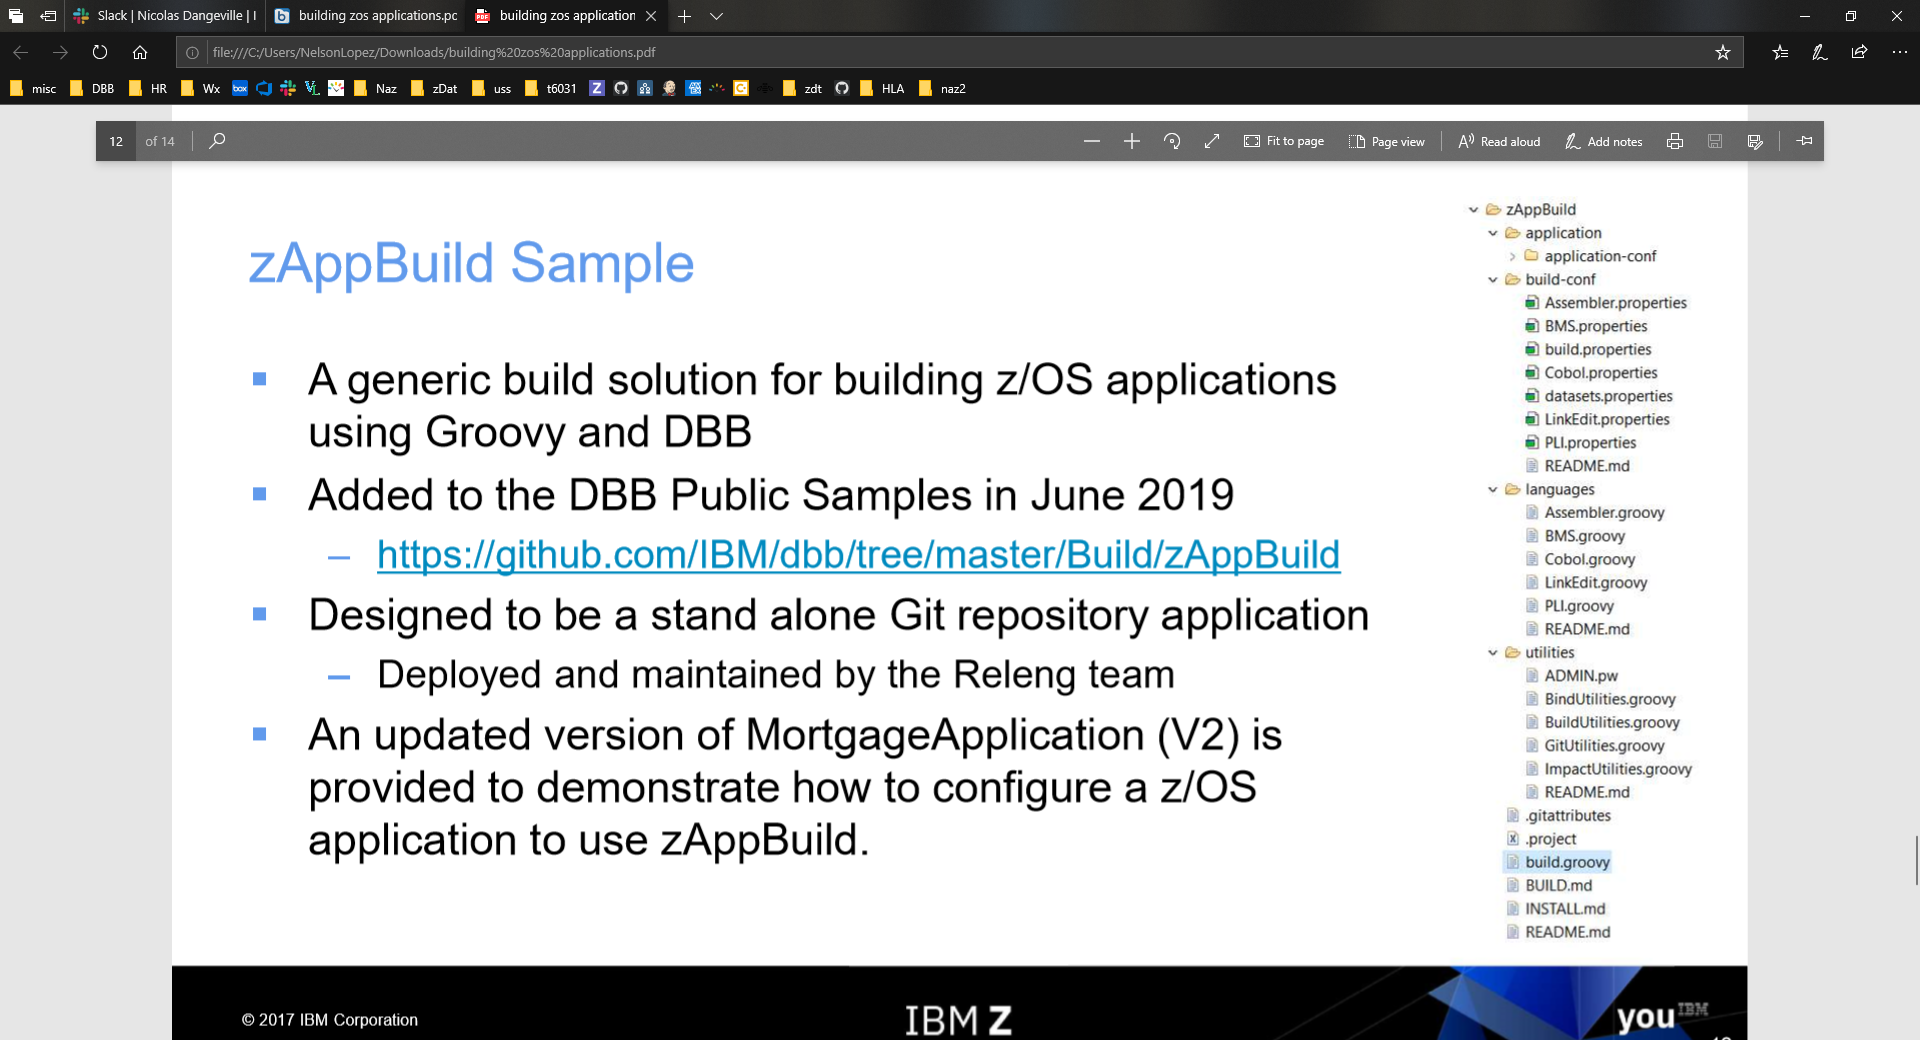 Slack | Nicolas Dangeville | I
building zos applications.pc
building zos application
file:///C:/Users/NelsonLopez/Downloads/building%20zos%20applications.pdf
misc DBB HR Wx box Naz zDat uss t6031 Z zdt HLA naz2
12 of 14 Fit to page Page view Read aloud Add notes
zAppBuild Sample
A generic build solution for building z/OS applications
using Groovy and DBB
Added to the DBB Public Samples in June 2019
– https://github.com/IBM/dbb/tree/master/Build/zAppBuild
Designed to be a stand alone Git repository application
– Deployed and maintained by the Releng team
An updated version of MortgageApplication (V2) is
provided to demonstrate how to configure a z/OS
application to use zAppBuild.
zAppBuild
application
application-conf
build-conf
Assembler.properties
BMS.properties
build.properties
Cobol.properties
datasets.properties
LinkEdit.properties
PLI.properties
README.md
languages
Assembler.groovy
BMS.groovy
Cobol.groovy
LinkEdit.groovy
PLI.groovy
README.md
utilities
ADMIN.pw
BindUtilities.groovy
BuildUtilities.groovy
GitUtilities.groovy
ImpactUtilities.groovy
README.md
.gitattributes
.project
build.groovy
BUILD.md
INSTALL.md
README.md
© 2017 IBM Corporation
IBM Z
you IBM